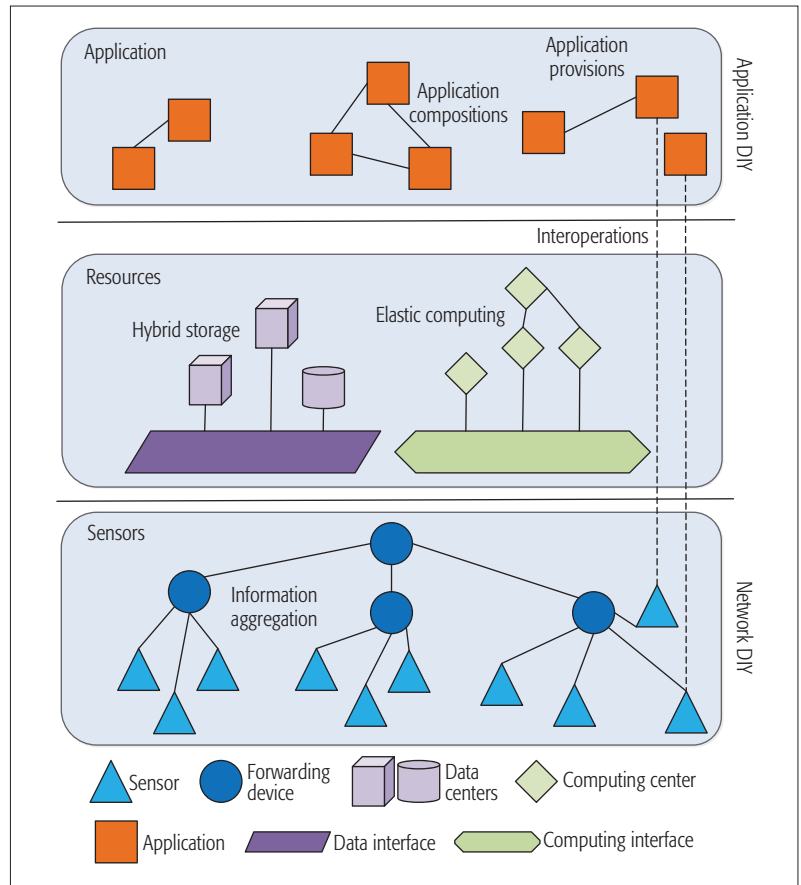 Application
Application
provisions
Application
compositions
Application DIY
Interoperations
Resources
Hybrid storage
Elastic computing
Sensors
Information
aggregation
Network DIY
Sensor
Forwarding
device
Data
centers
Computing center
Application
Data interface
Computing interface